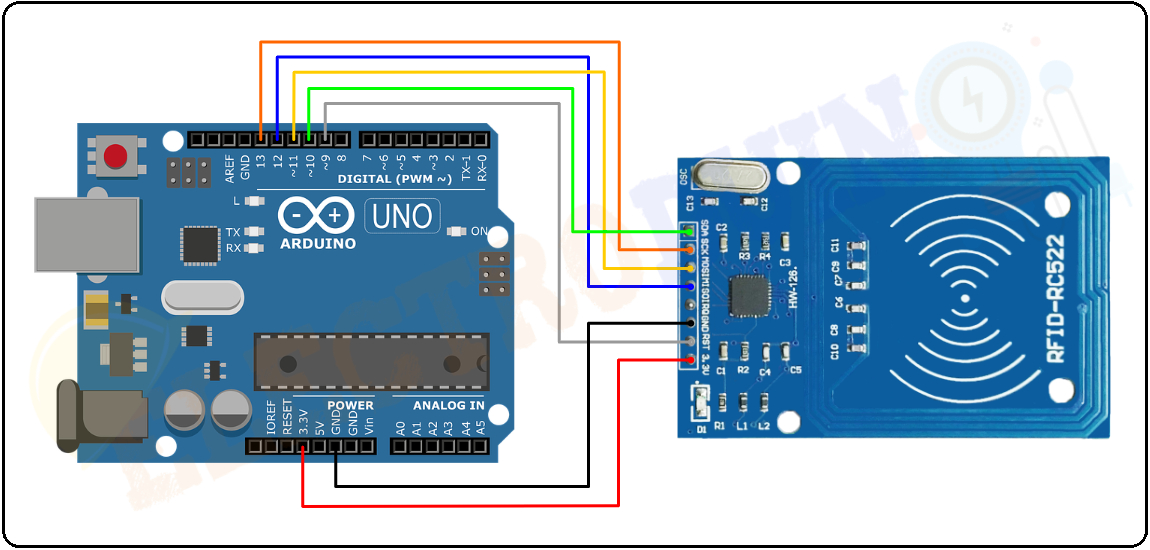 AREF
GND
13
12
~11
~10
~9
8
7
~6
~5
4
~3
2
TX-1
RX-0
DIGITAL (PWM ~)
L
TX
RX
ARDUINO
UNO
ON
POWER
ANALOG IN
IOREF
RESET
3.3V
5V
GND
GND
Vin
A0
A1
A2
A3
A4
A5
OSC
C13
C12
SDA
SCK
MOSI
MISO
IRQ
GND
RST
3.3V
C2
R3
R4
C3
HW-126.
C1
R2
C4
C5
D1
R1
L1
L2
C11
C9
C7
C6
C8
C10
RFID-RC522